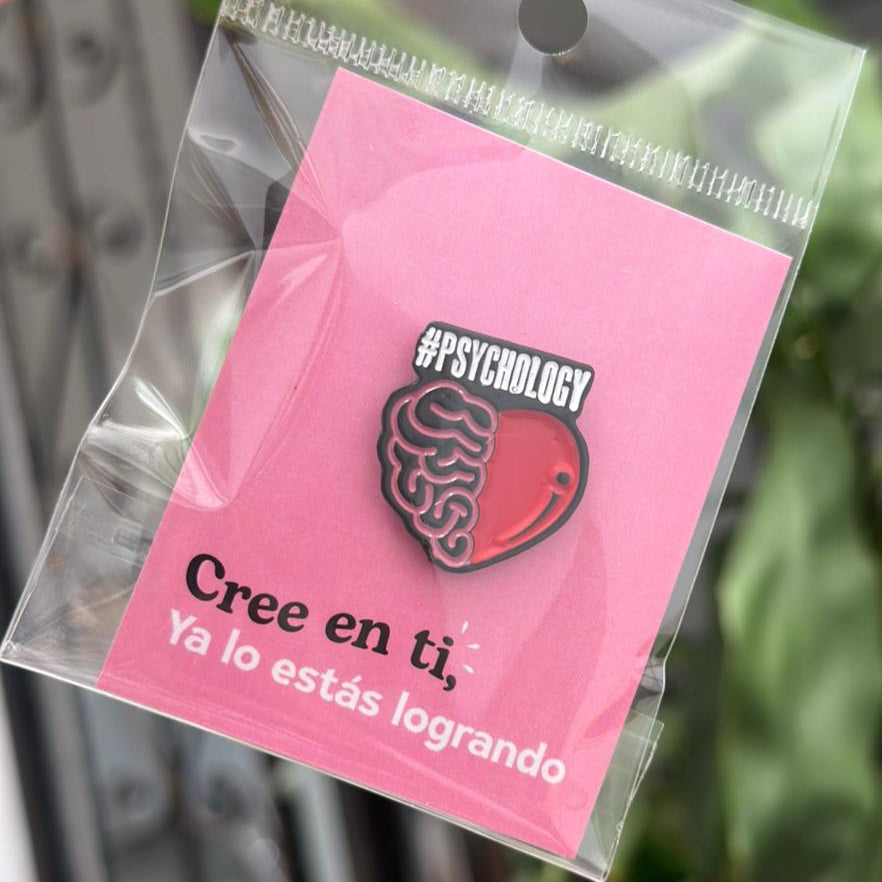 #PSYCHOLOGY
Cree en ti,
Ya lo estás logrando